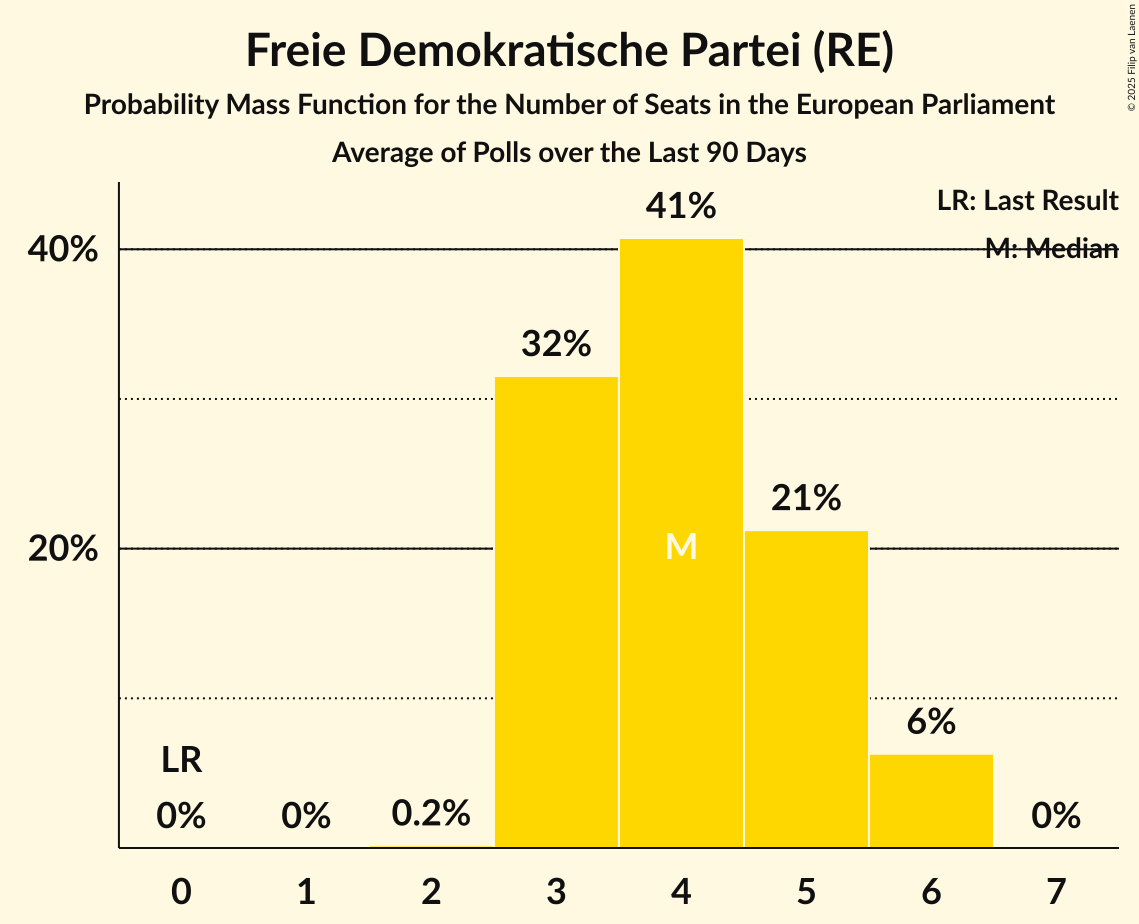 Freie Demokratische Partei (RE)
Probability Mass Function for the Number of Seats in the European Parliament
Average of Polls over the Last 90 Days
© 2025 Filip van Laenen
LR: Last Result
M: Median
41%
40%
32%
21%
20%
M
6%
LR
0%
0%
0.2%
0%
0 1 2 3 4 5 6 7